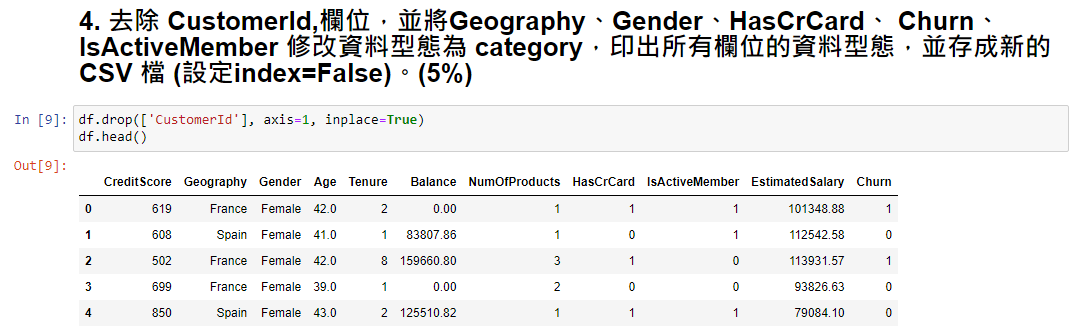 4. 去除 CustomerId,欄位，並將Geography、Gender、HasCrCard、 Churn、
IsActiveMember 修改資料型態為 category，印出所有欄位的資料型態，並存成新的
CSV 檔 (設定index=False)。(5%)
In [9]: df.drop(['CustomerId'], axis=1, inplace=True)
df.head()
Out[9]:
CreditScore Geography Gender Age Tenure Balance NumOfProducts HasCrCard IsActiveMember EstimatedSalary Churn
0 619 France Female 42.0 2 0.00 1 1 1 101348.88 1
1 608 Spain Female 41.0 1 83807.86 1 0 1 112542.58 0
2 502 France Female 42.0 8 159660.80 3 1 0 113931.57 1
3 699 France Female 39.0 1 0.00 2 0 0 93826.63 0
4 850 Spain Female 43.0 2 125510.82 1 1 1 79084.10 0